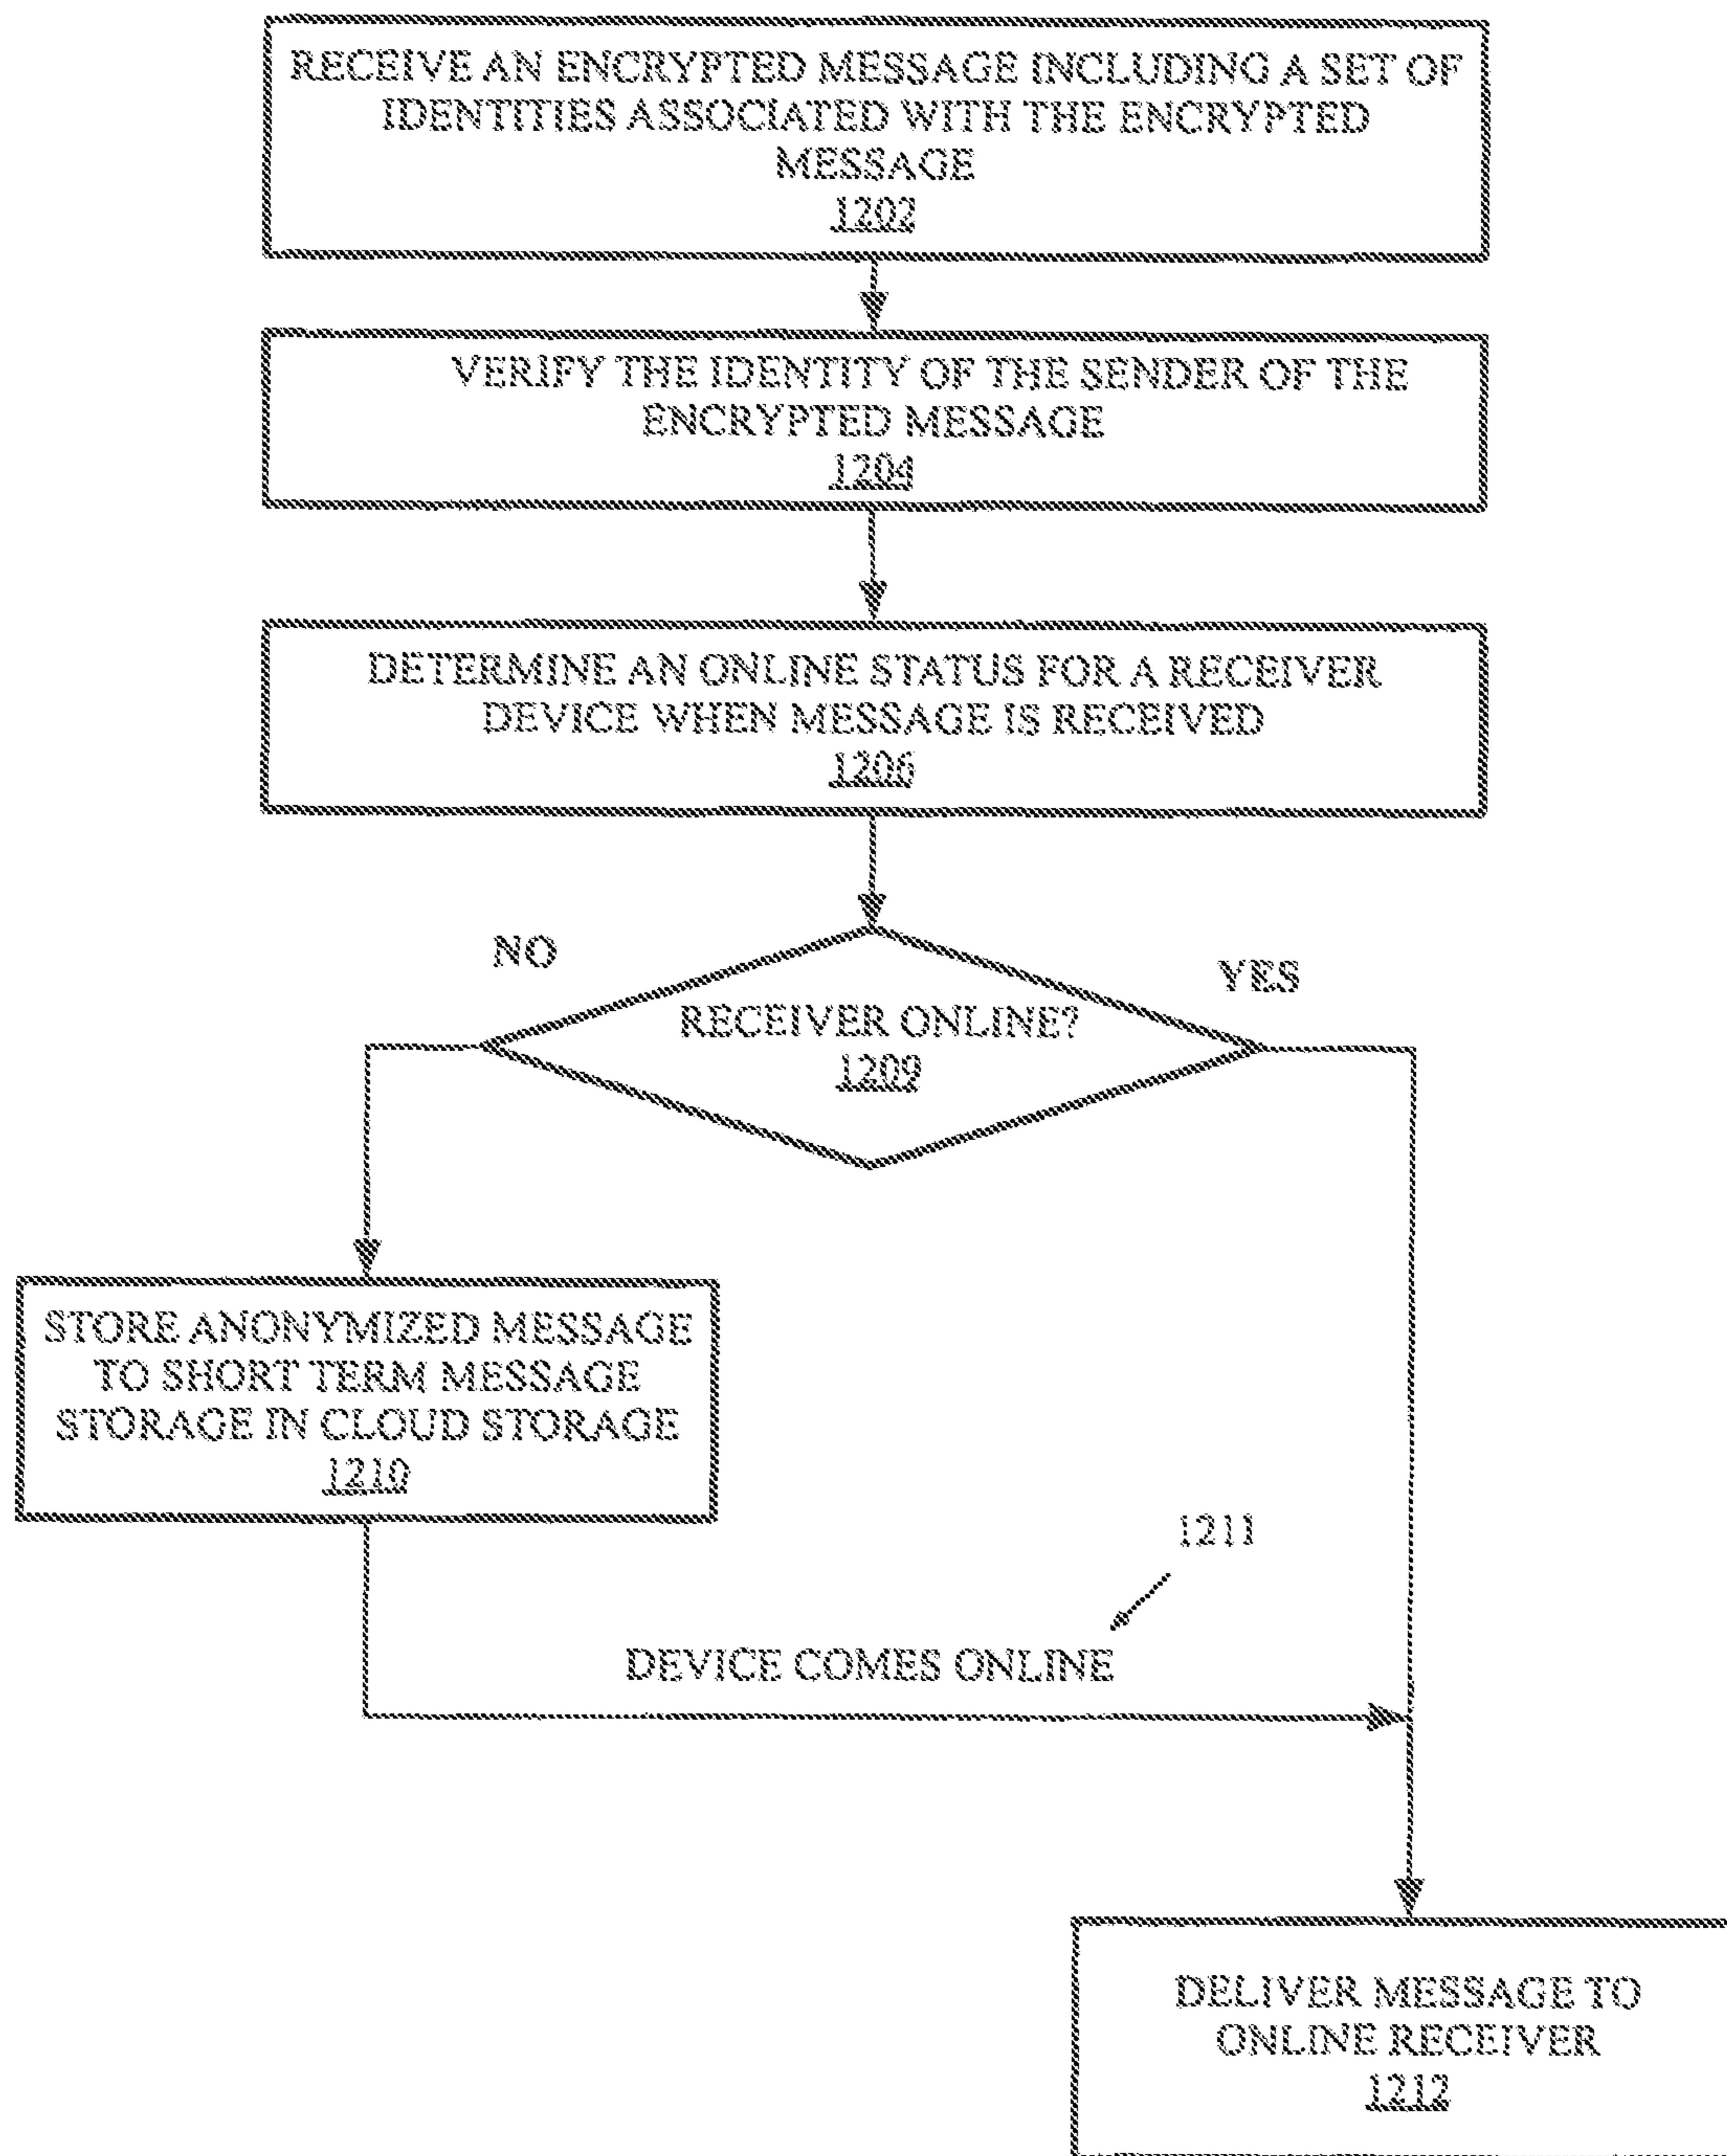 RECEIVE AN ENCRYPTED MESSAGE INCLUDING A SET OF
IDENTITIES ASSOCIATED WITH THE ENCRYPTED
MESSAGE
1202
VERIFY THE IDENTITY OF THE SENDER OF THE
ENCRYPTED MESSAGE
1204
DETERMINE AN ONLINE STATUS FOR A RECEIVER
DEVICE WHEN MESSAGE IS RECEIVED
1206
NO
YES
RECEIVER ONLINE?
1209
STORE ANONYMIZED MESSAGE
TO SHORT TERM MESSAGE
STORAGE IN CLOUD STORAGE
1210
1211
DEVICE COMES ONLINE
DELIVER MESSAGE TO
ONLINE RECEIVER
1212